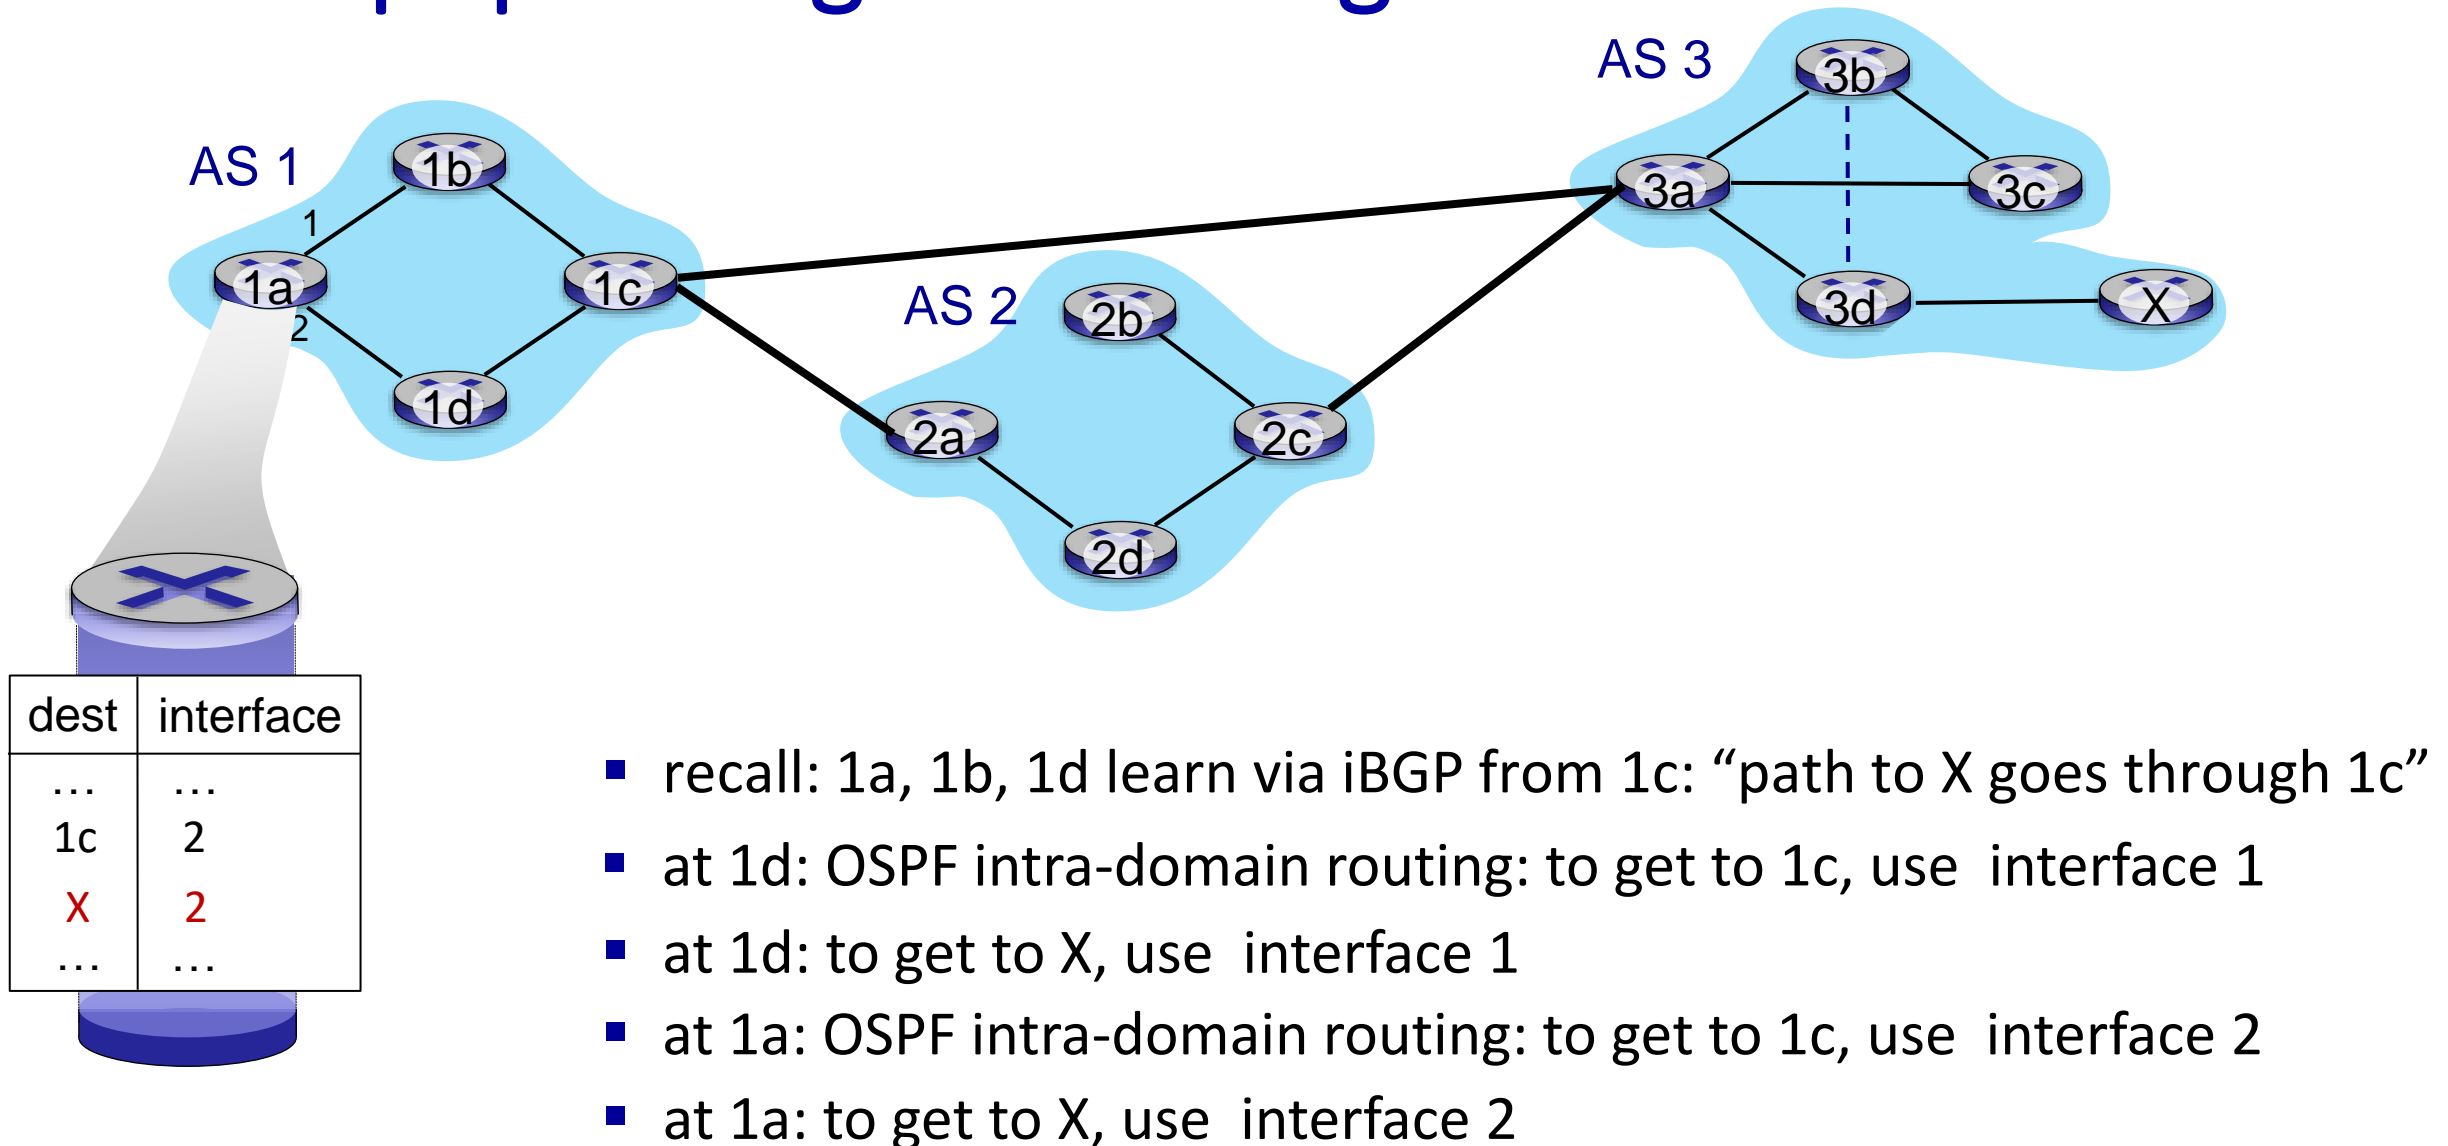 AS 3
3b
AS 1
1b
1
3a
3c
1a
1c
AS 2
2b
3d
X
2
1d
2a
2c
2d
dest interface
… …
1c 2
X 2
… …
▪ recall: 1a, 1b, 1d learn via iBGP from 1c: “path to X goes through 1c”
▪ at 1d: OSPF intra-domain routing: to get to 1c, use interface 1
▪ at 1d: to get to X, use interface 1
▪ at 1a: OSPF intra-domain routing: to get to 1c, use interface 2
▪ at 1a: to get to X, use interface 2